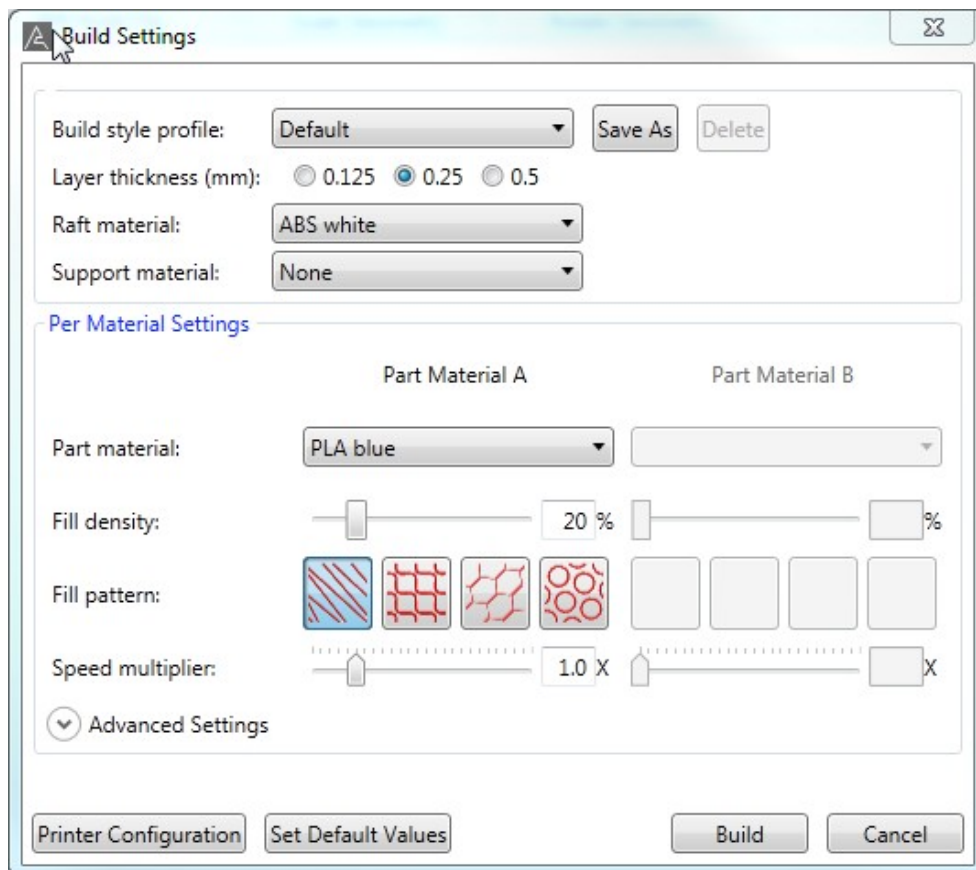 Build Settings
Build style profile: Default Save As Delete
Layer thickness (mm): 0.125 0.25 0.5
Raft material: ABS white
Support material: None
Per Material Settings
Part Material A Part Material B
Part material: PLA blue
Fill density: 20 % %
Fill pattern:
Speed multiplier: 1.0 X X
Advanced Settings
Printer Configuration Set Default Values Build Cancel